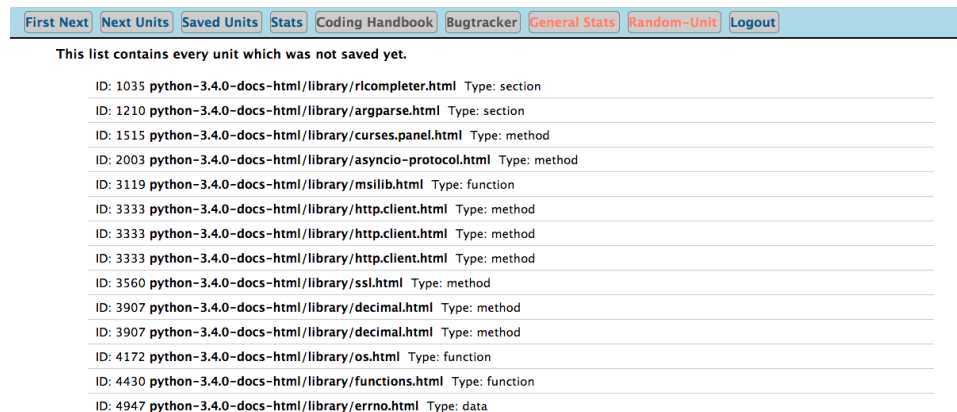 First Next Next Units Saved Units Stats Coding Handbook Bugtracker General Stats Random-Unit Logout
This list contains every unit which was not saved yet.
ID: 1035 python-3.4.0-docs-html/library/rlcompleter.html Type: section
ID: 1210 python-3.4.0-docs-html/library/argparse.html Type: section
ID: 1515 python-3.4.0-docs-html/library/curses.panel.html Type: method
ID: 2003 python-3.4.0-docs-html/library/asyncio-protocol.html Type: method
ID: 3119 python-3.4.0-docs-html/library/msilib.html Type: function
ID: 3333 python-3.4.0-docs-html/library/http.client.html Type: method
ID: 3333 python-3.4.0-docs-html/library/http.client.html Type: method
ID: 3333 python-3.4.0-docs-html/library/http.client.html Type: method
ID: 3560 python-3.4.0-docs-html/library/ssl.html Type: method
ID: 3907 python-3.4.0-docs-html/library/decimal.html Type: method
ID: 3907 python-3.4.0-docs-html/library/decimal.html Type: method
ID: 4172 python-3.4.0-docs-html/library/os.html Type: function
ID: 4430 python-3.4.0-docs-html/library/functions.html Type: function
ID: 4947 python-3.4.0-docs-html/library/errno.html Type: data